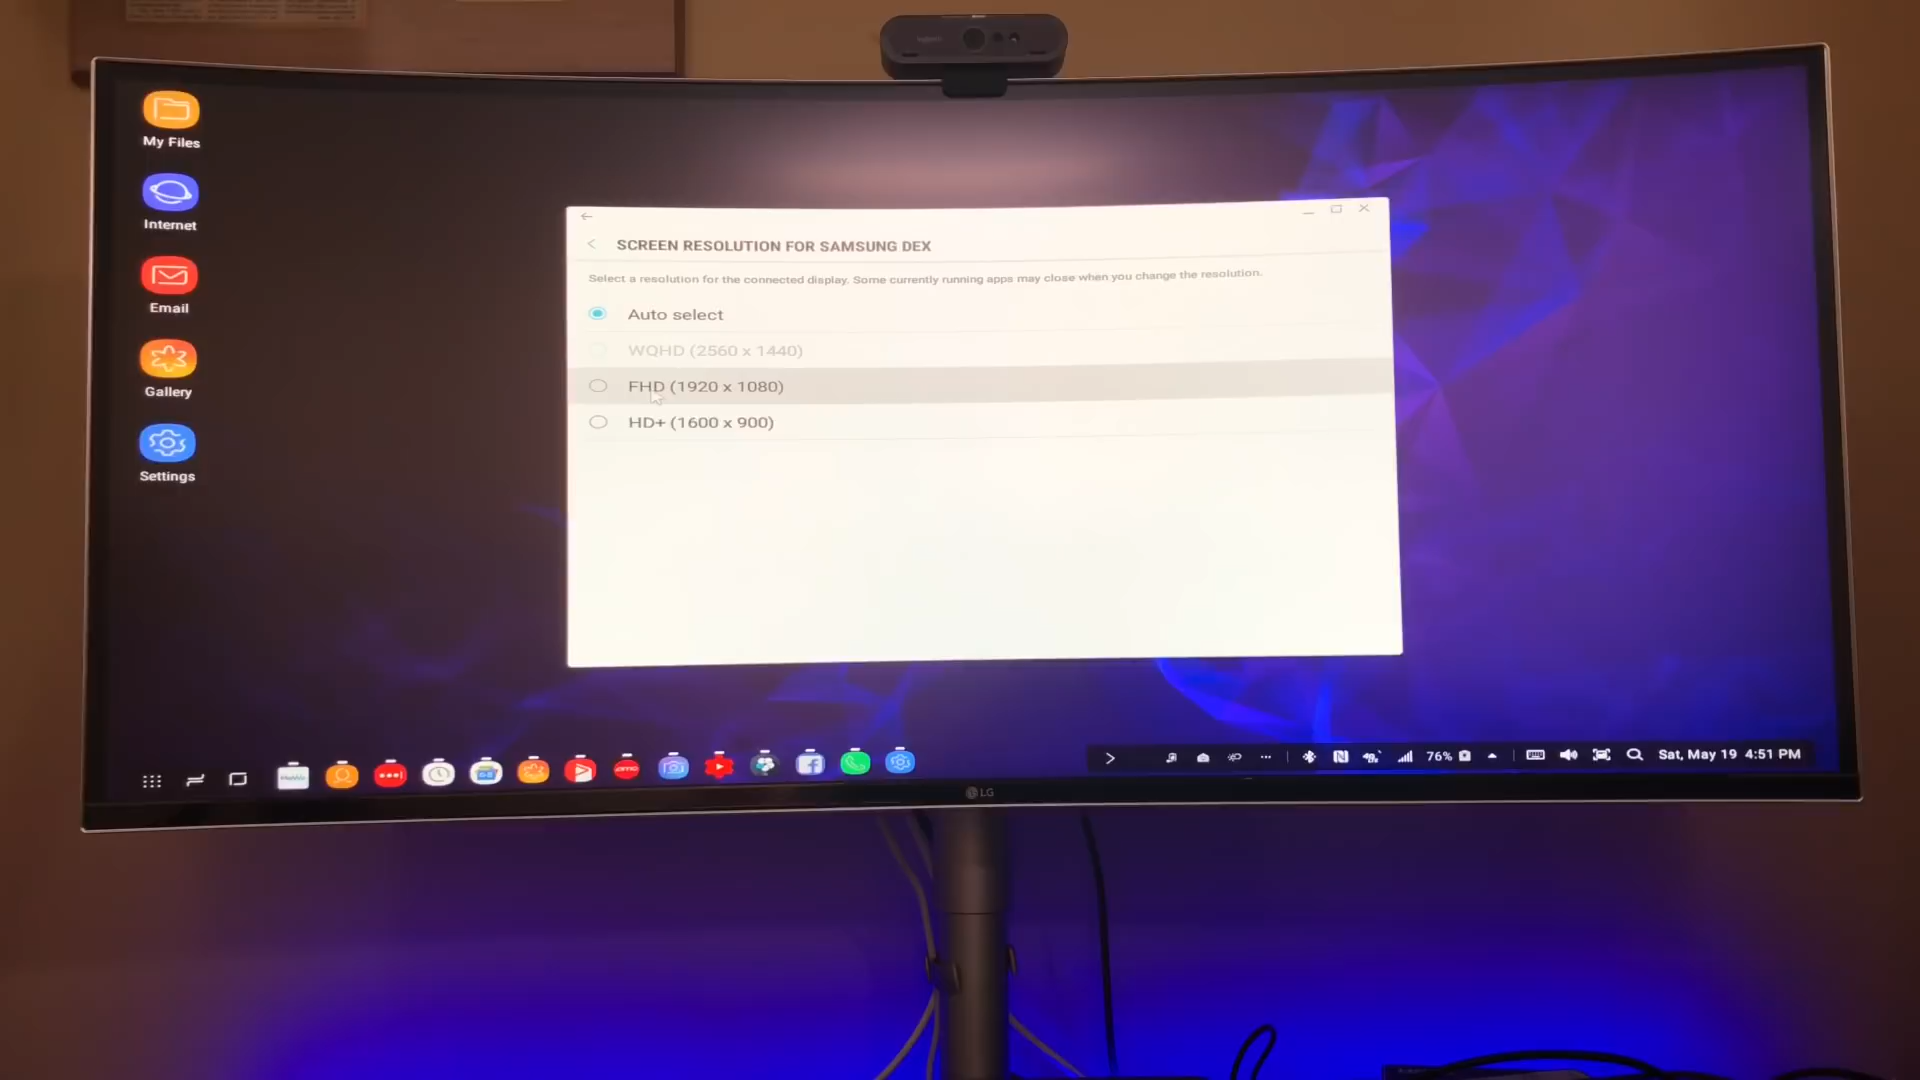 My Files
Internet
Email
Gallery
Settings
SCREEN RESOLUTION FOR SAMSUNG DEX
Select a resolution for the connected display. Some currently running apps may close when you change the resolution.
Auto select
WQHD (2560 x 1440)
FHD (1920 x 1080)
HD+ (1600 x 900)
76%
Sat, May 19 4:51 PM
LG